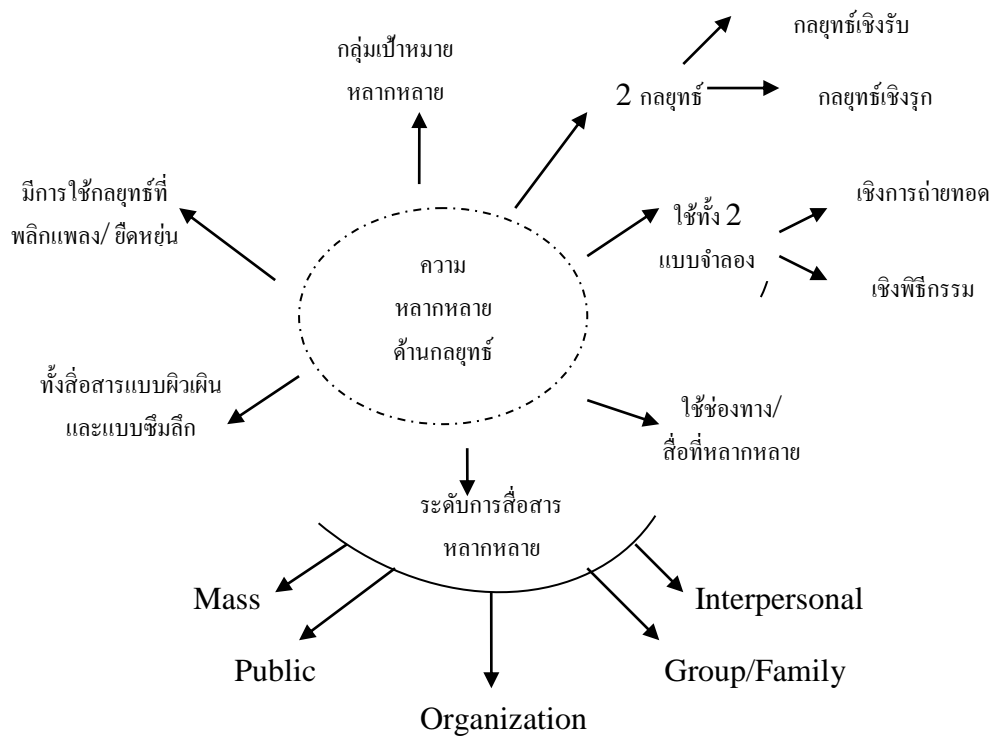 กลยุทธ์เชิงรับ
กลุ่มเป้าหมาย
หลากหลาย
2 กลยุทธ์
กลยุทธ์เชิงรุก
มีการใช้กลยุทธ์ที่
พลิกแพลง/ ยืดหยุ่น
ใช้ทั้ง 2
แบบจำลอง
เชิงการถ่ายทอด
เชิงพิธีกรรม
ความ
หลากหลาย
ด้านกลยุทธ์
ทั้งสื่อสารแบบผิวเผิน
และแบบซึมลึก
ใช้ช่องทาง/
สื่อที่หลากหลาย
ระดับการสื่อสาร
หลากหลาย
Mass
Interpersonal
Public
Group/Family
Organization